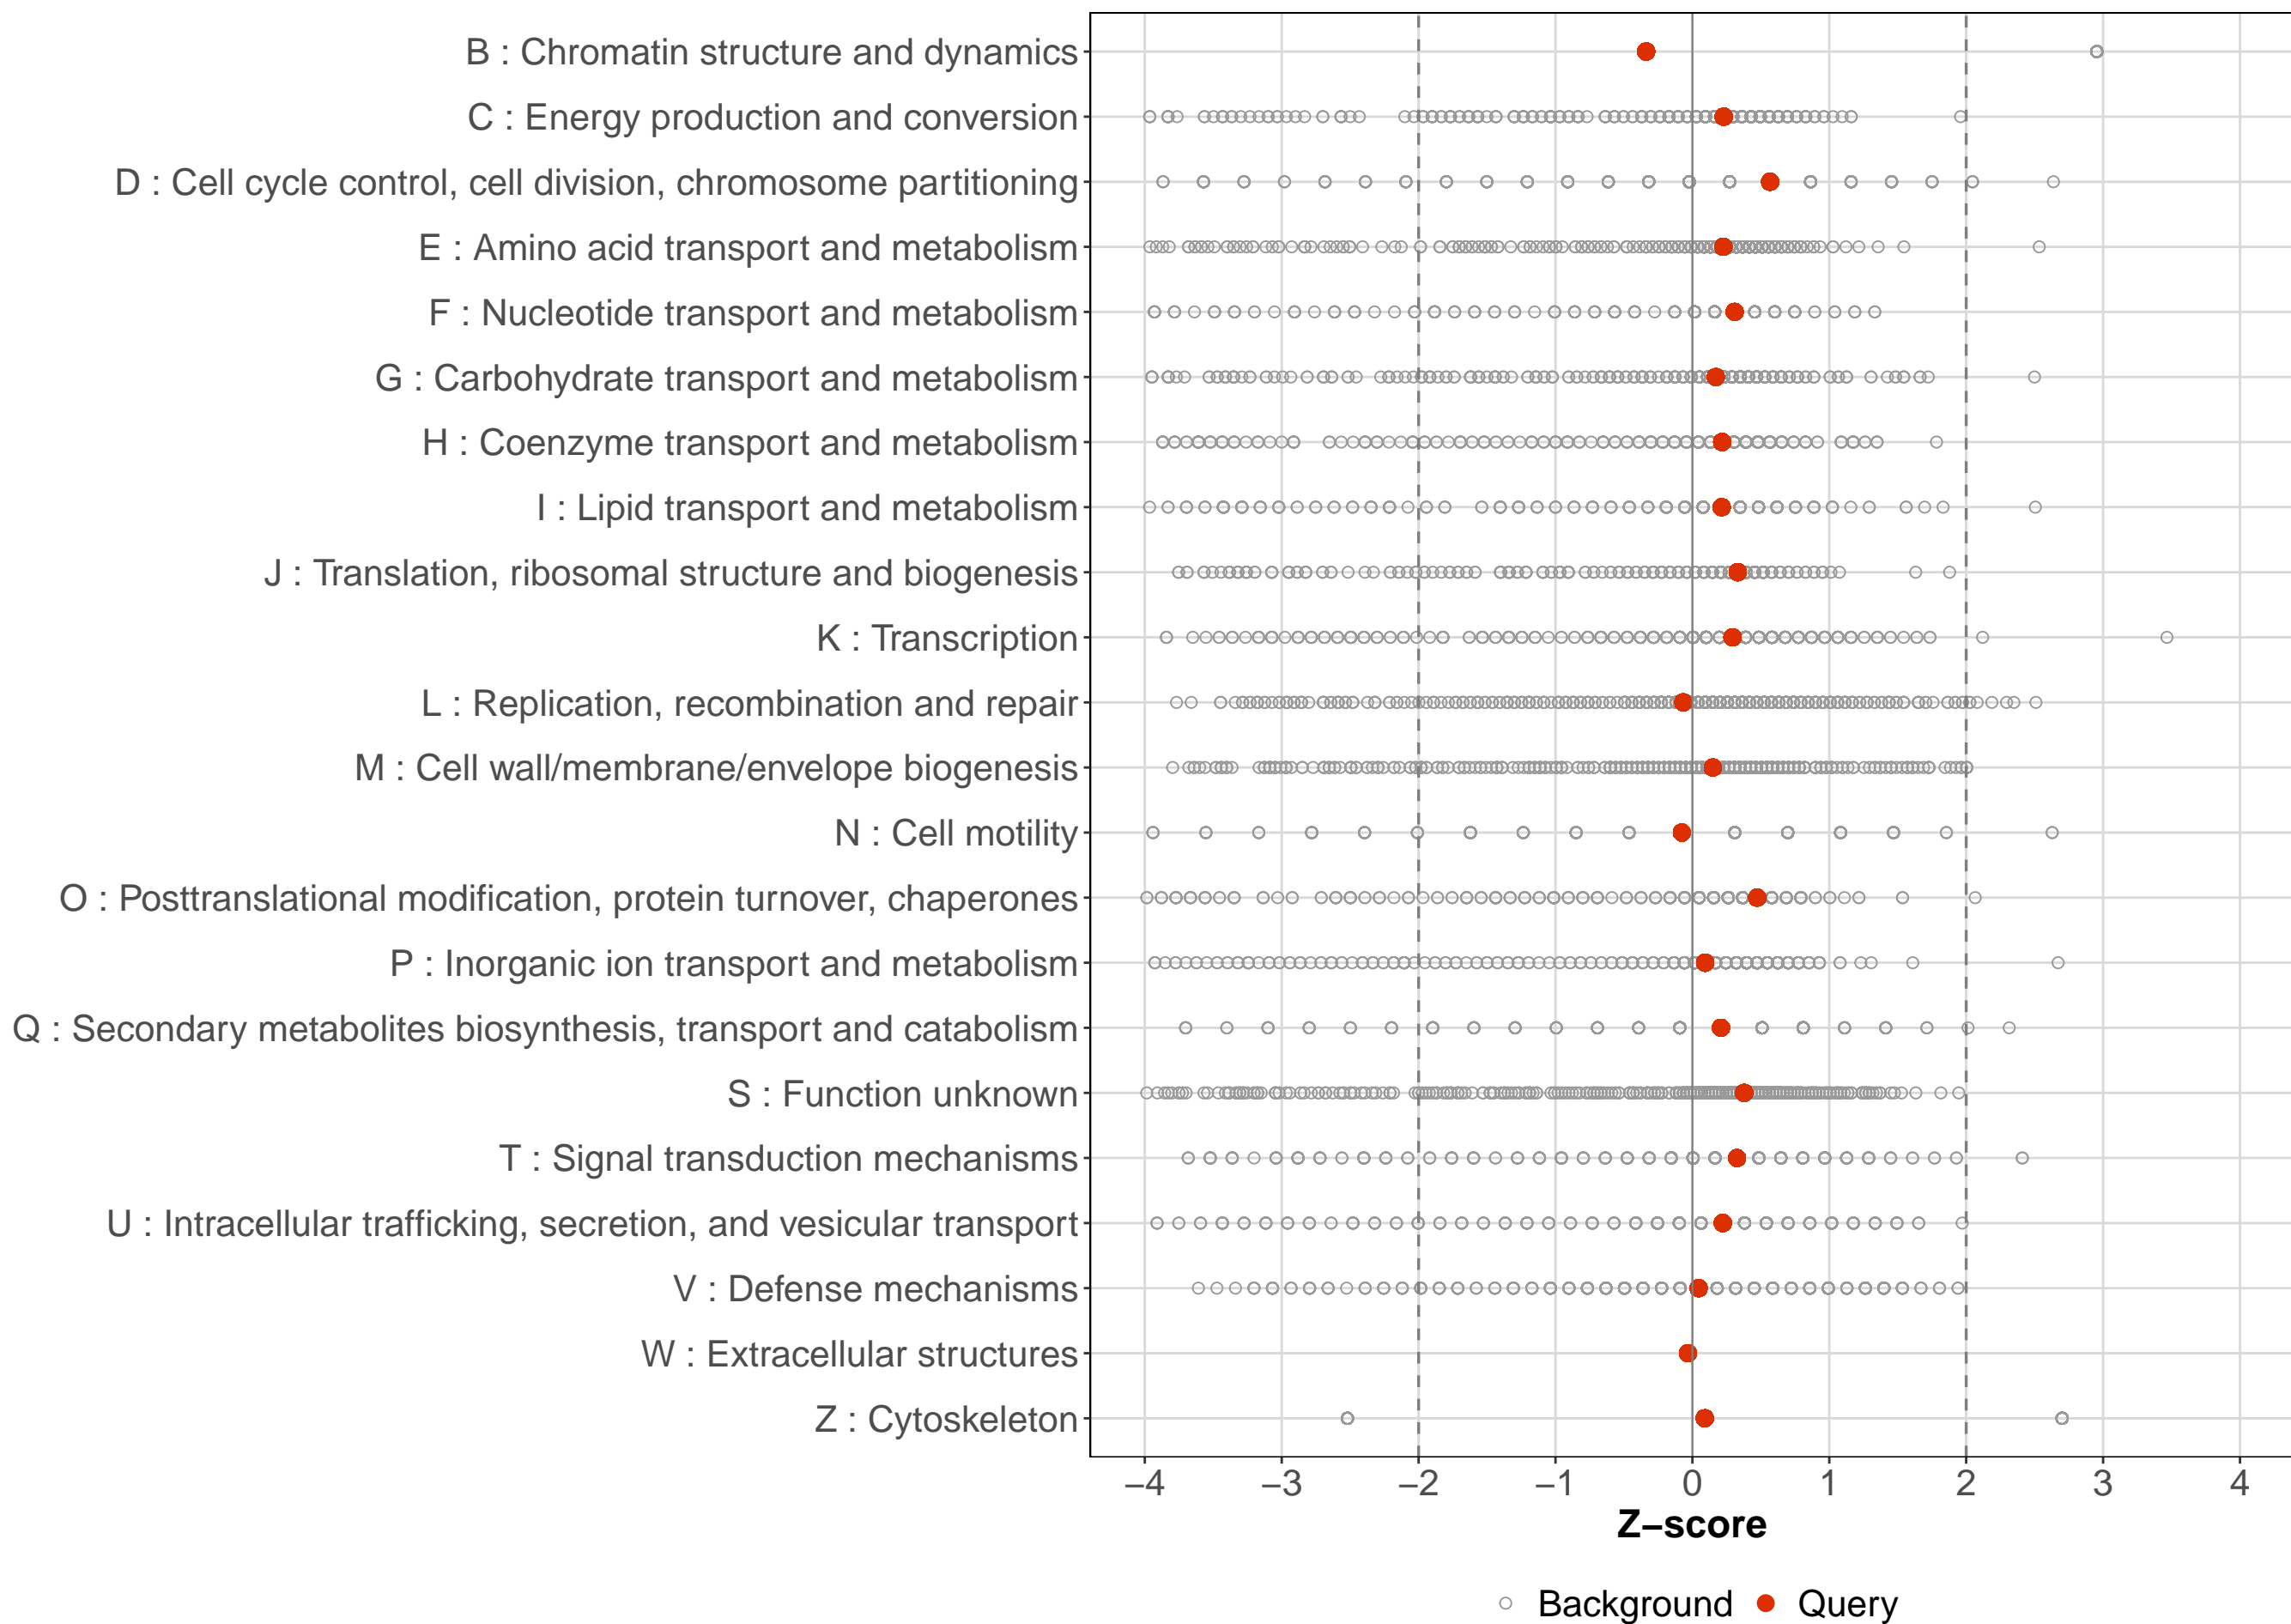 B : Chromatin structure and dynamics
C : Energy production and conversion
D : Cell cycle control, cell division, chromosome partitioning
E : Amino acid transport and metabolism
F : Nucleotide transport and metabolism
G : Carbohydrate transport and metabolism
H : Coenzyme transport and metabolism
I : Lipid transport and metabolism
J : Translation, ribosomal structure and biogenesis
K : Transcription
L : Replication, recombination and repair
M : Cell wall/membrane/envelope biogenesis
N : Cell motility
O : Posttranslational modification, protein turnover, chaperones
P : Inorganic ion transport and metabolism
Q : Secondary metabolites biosynthesis, transport and catabolism
S : Function unknown
T : Signal transduction mechanisms
U : Intracellular trafficking, secretion, and vesicular transport
V : Defense mechanisms
W : Extracellular structures
Z : Cytoskeleton
−4 −3 −2 −1 0 1 2 3 4
Z−score
Background Query